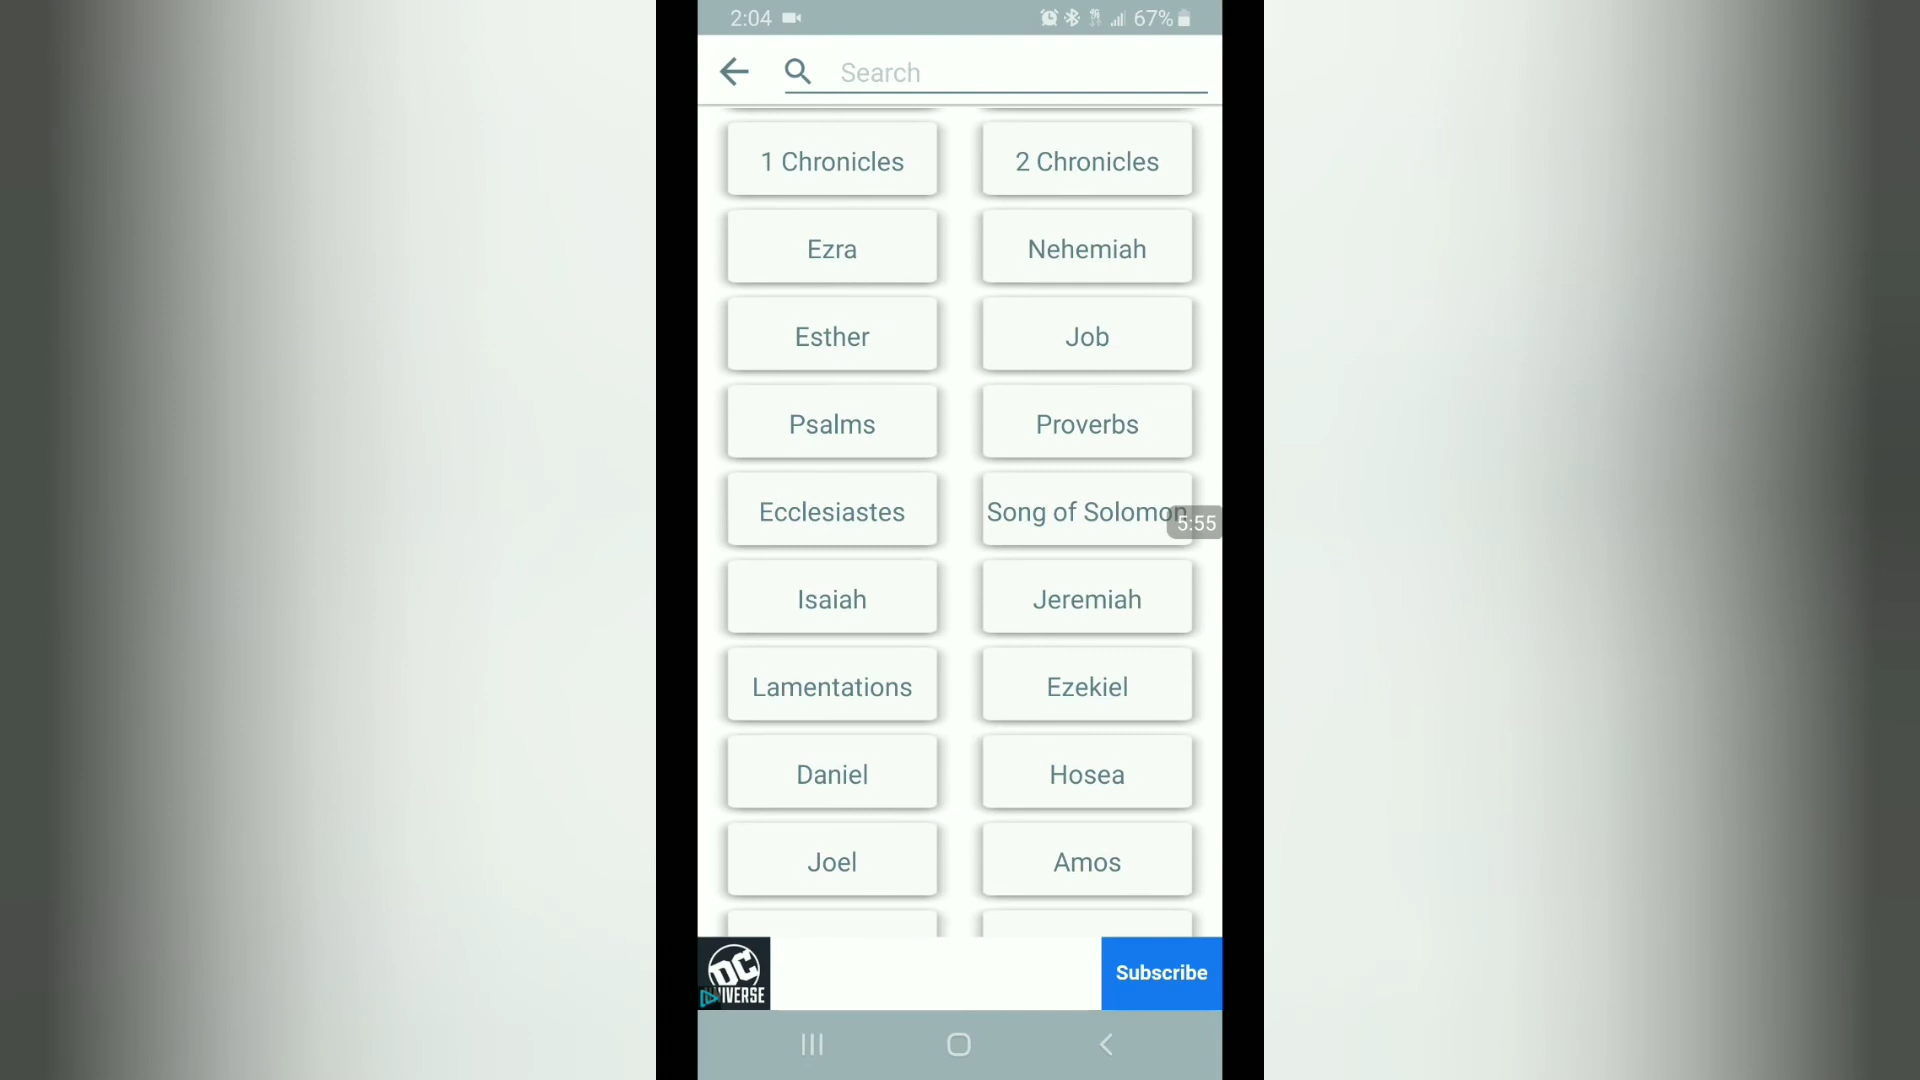 2:04 67%
Search
1 Chronicles 2 Chronicles
Ezra Nehemiah
Esther Job
Psalms Proverbs
Ecclesiastes Song of Solomon
5:55
Isaiah Jeremiah
Lamentations Ezekiel
Daniel Hosea
Joel Amos
DC
UNIVERSE
Subscribe